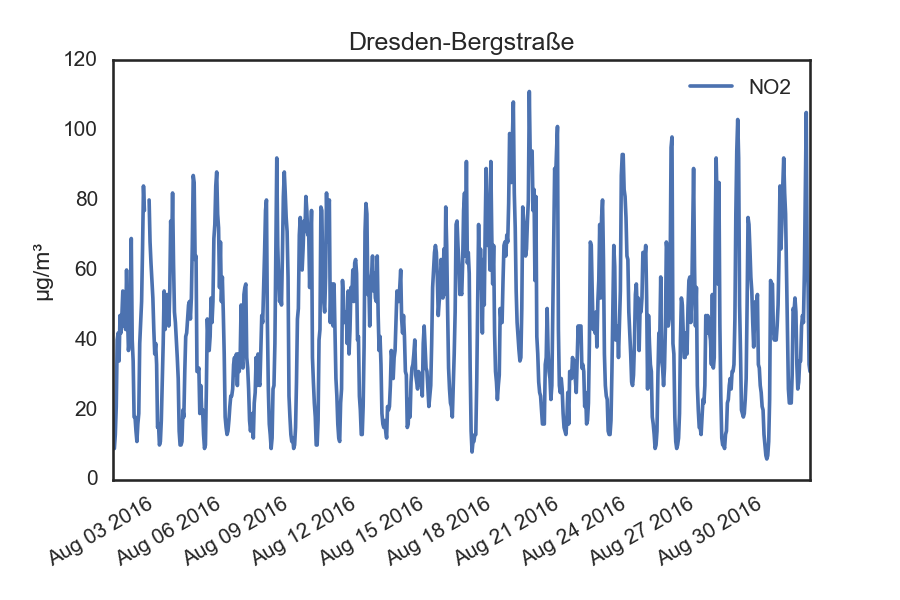 Dresden-Bergstraße
NO2
µg/m³
120
100
80
60
40
20
0
Aug 03 2016
Aug 06 2016
Aug 09 2016
Aug 12 2016
Aug 15 2016
Aug 18 2016
Aug 21 2016
Aug 24 2016
Aug 27 2016
Aug 30 2016